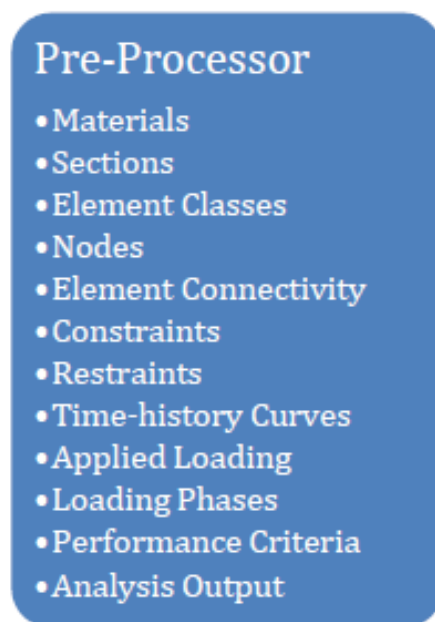 Pre-Processor
•Materials
•Sections
•Element Classes
•Nodes
•Element Connectivity
•Constraints
•Restraints
•Time-history Curves
•Applied Loading
•Loading Phases
•Performance Criteria
•Analysis Output